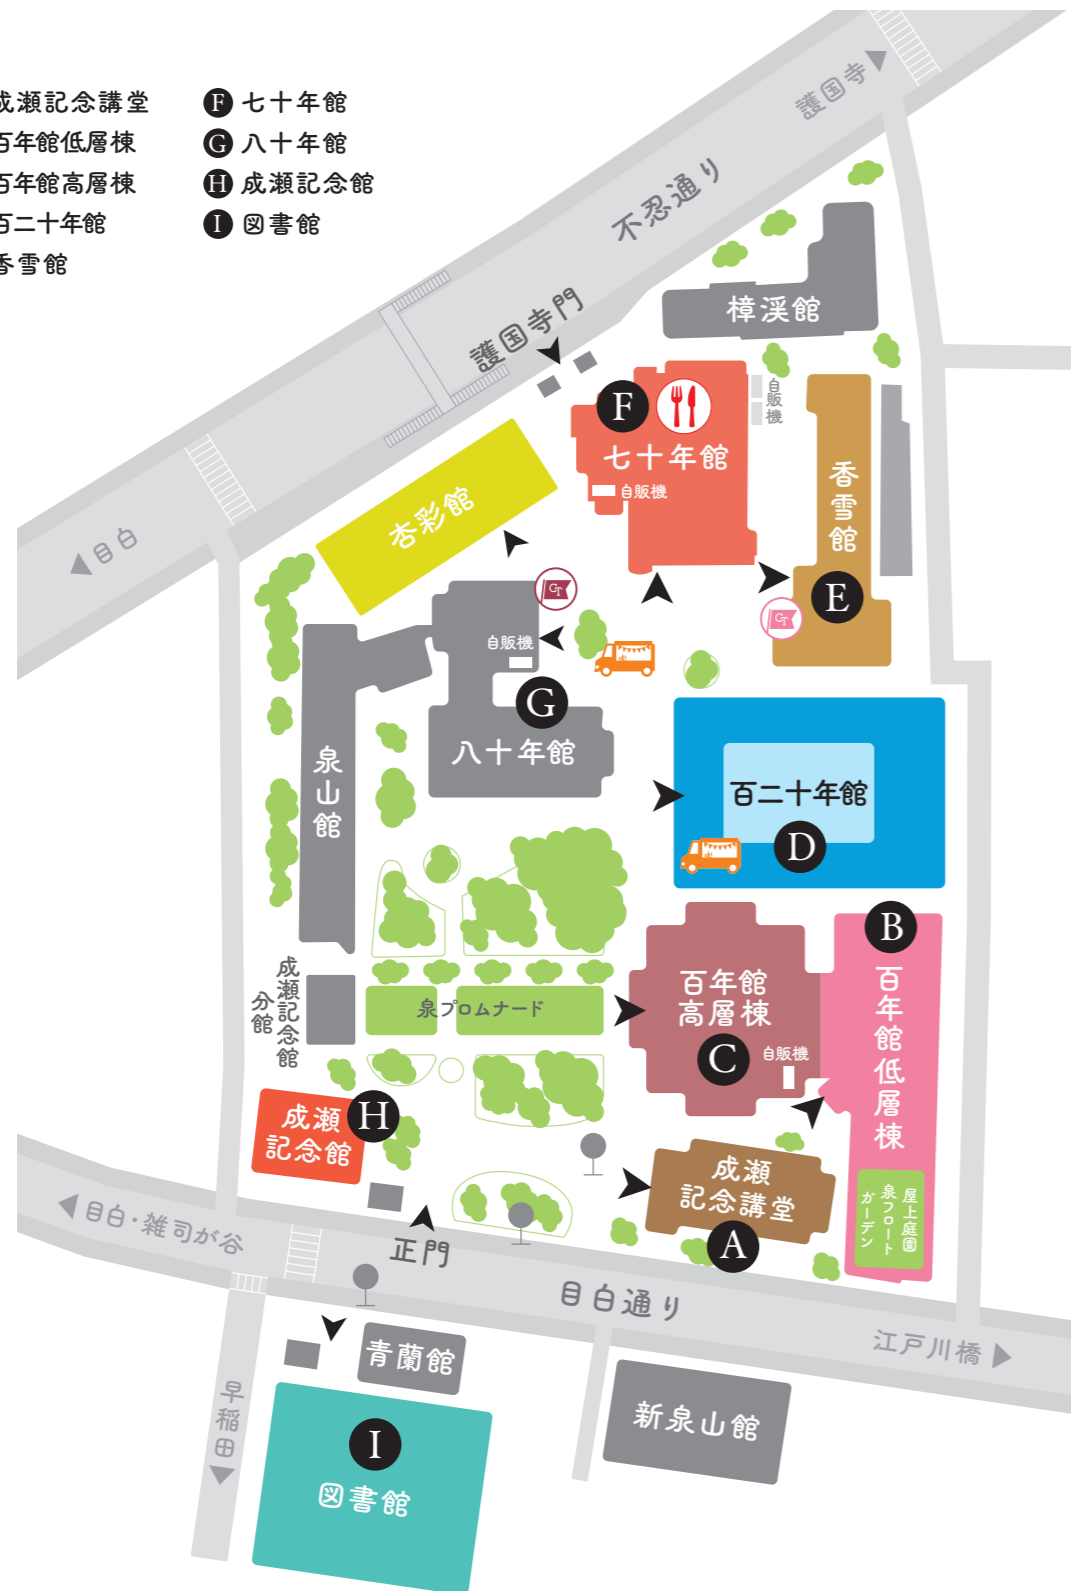 成瀬記念講堂
百年館低層棟
百年館高層棟
百二十年館
香雪館
F 七十年館
G 八十年館
H 成瀬記念館
I 図書館
護国寺
不忍通り
樟溪館
護国寺門
自販機
F
七十年館
自販機
香雪館
E
GT
杏彩館
目白
GT
自販機
G
八十年館
泉山館
百二十年館
D
B
百年館低層棟
百年館
高層棟
C
自販機
泉プロムナード
成瀬記念館
分館
H
成瀬
記念館
成瀬
記念講堂
A
屋上庭園
泉フロート
ガーデン
目白・雑司が谷
正門
目白通り
江戸川橋
青蘭館
早稲田
新泉山館
I
図書館